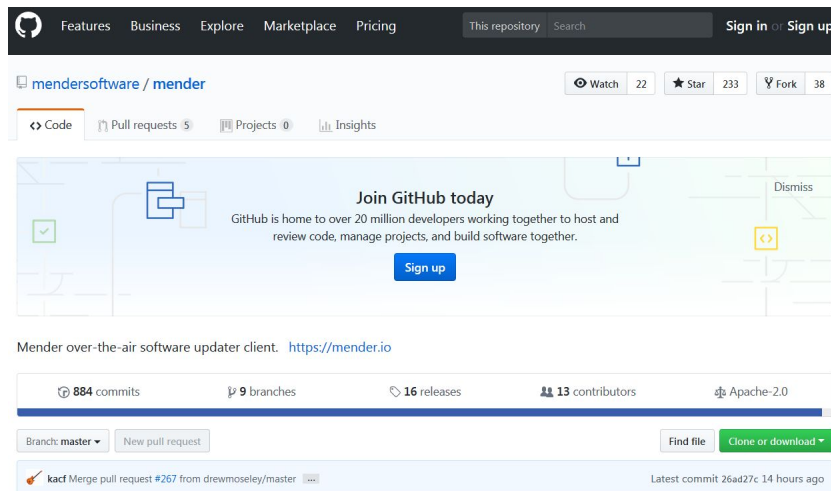 Features Business Explore Marketplace Pricing This repository Search Sign in or Sign up
mendersoftware / mender Watch 22 Star 233 Fork 38
Code Pull requests 5 Projects 0 Insights
Join GitHub today
Dismiss
GitHub is home to over 20 million developers working together to host and
review code, manage projects, and build software together.
Sign up
Mender over-the-air software updater client. https://mender.io
884 commits 9 branches 16 releases 13 contributors Apache-2.0
Branch: master New pull request Find file Clone or download
kacf Merge pull request #267 from drewmoseley/master ... Latest commit 26ad27c 14 hours ago